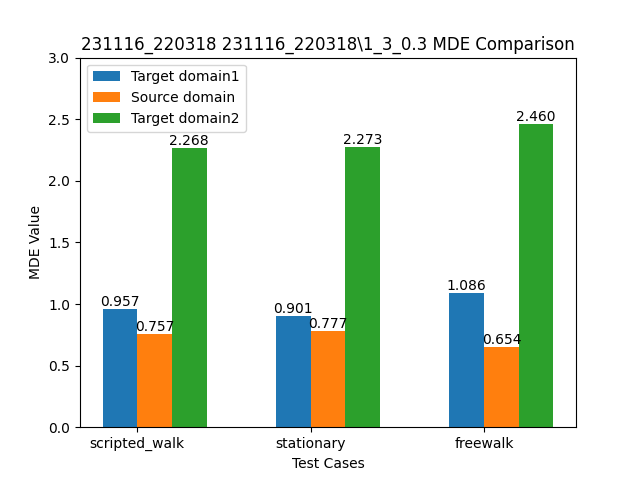 231116_220318 231116_220318\1_3_0.3 MDE Comparison
3.0
2.5
2.0
1.5
1.0
0.5
0.0
MDE Value
Target domain1
Source domain
Target domain2
0.957
0.757
2.268
0.901
0.777
2.273
1.086
0.654
2.460
scripted_walk
stationary
freewalk
Test Cases